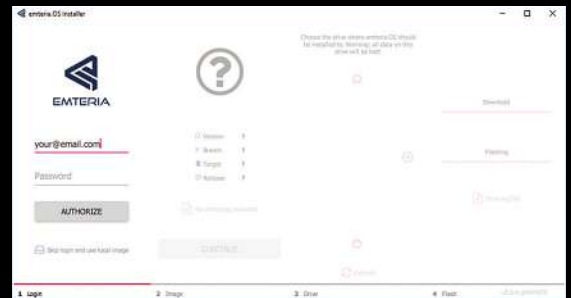 emteria.OS Installer
EMTERIA
your@email.com
Password
AUTHORIZE
Skip login and use local image
Choose the drive where emteria.OS should
be installed to. Warning: all data on this
drive will be lost!
Download
Flashing
CONTINUE
1 Login
2 Image
3 Drive
4 Flash